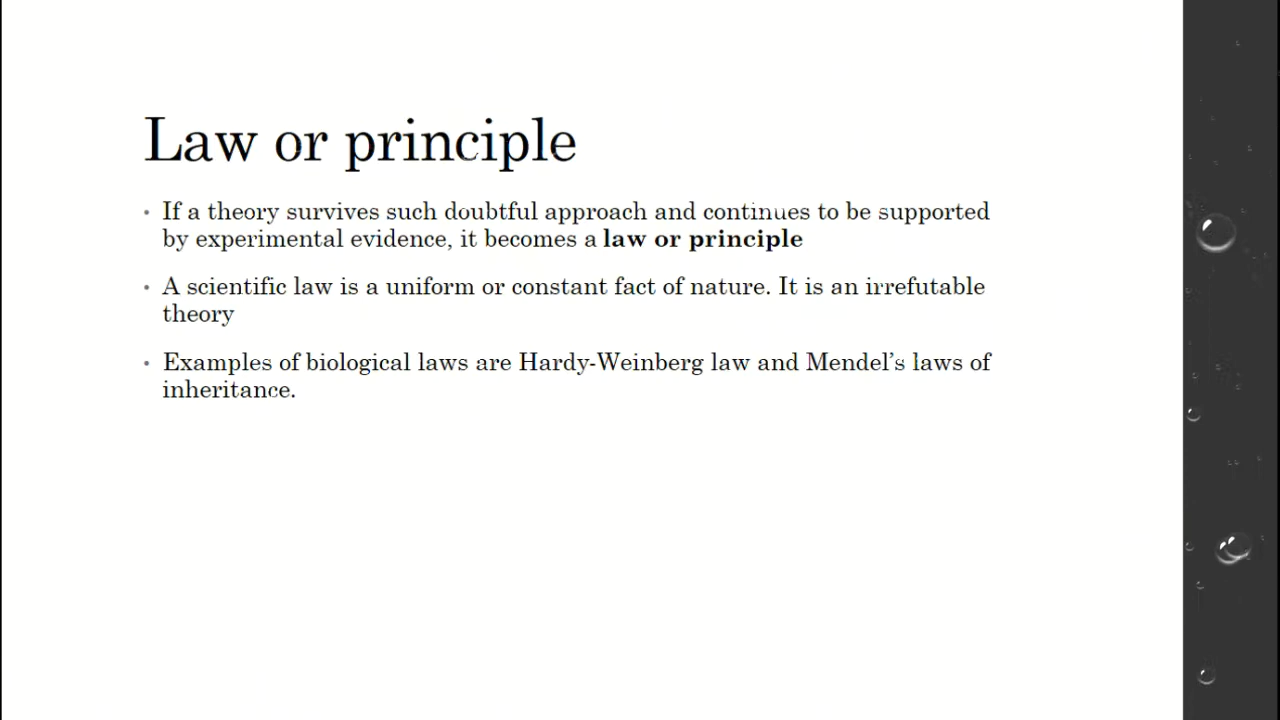 Law or principle
• If a theory survives such doubtful approach and continues to be supported
by experimental evidence, it becomes a law or principle
• A scientific law is a uniform or constant fact of nature. It is an irrefutable
theory
• Examples of biological laws are Hardy-Weinberg law and Mendel’s laws of
inheritance.